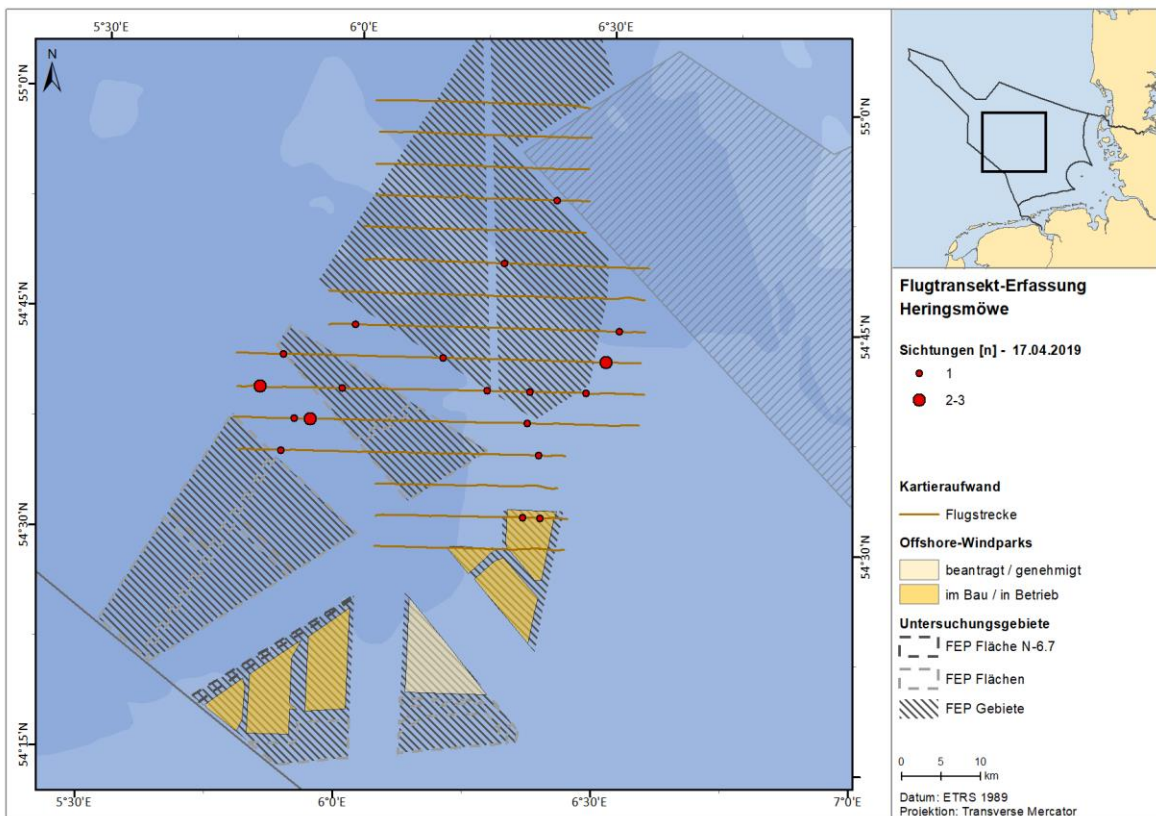 5°30'E
6°0'E
6°30'E
N
55°0'N
55°0'N
54°45'N
54°45'N
54°30'N
54°30'N
54°15'N
5°30'E
6°0'E
6°30'E
7°0'E
Flugtransekt-Erfassung
Heringsmöwe
Sichtungen [n] - 17.04.2019
1
2-3
Kartieraufwand
Flugstrecke
Offshore-Windparks
beantragt / genehmigt
im Bau / in Betrieb
Untersuchungsgebiete
FEP Fläche N-6.7
FEP Flächen
FEP Gebiete
0 5 10
km
Datum: ETRS 1989
Projektion: Transverse Mercator